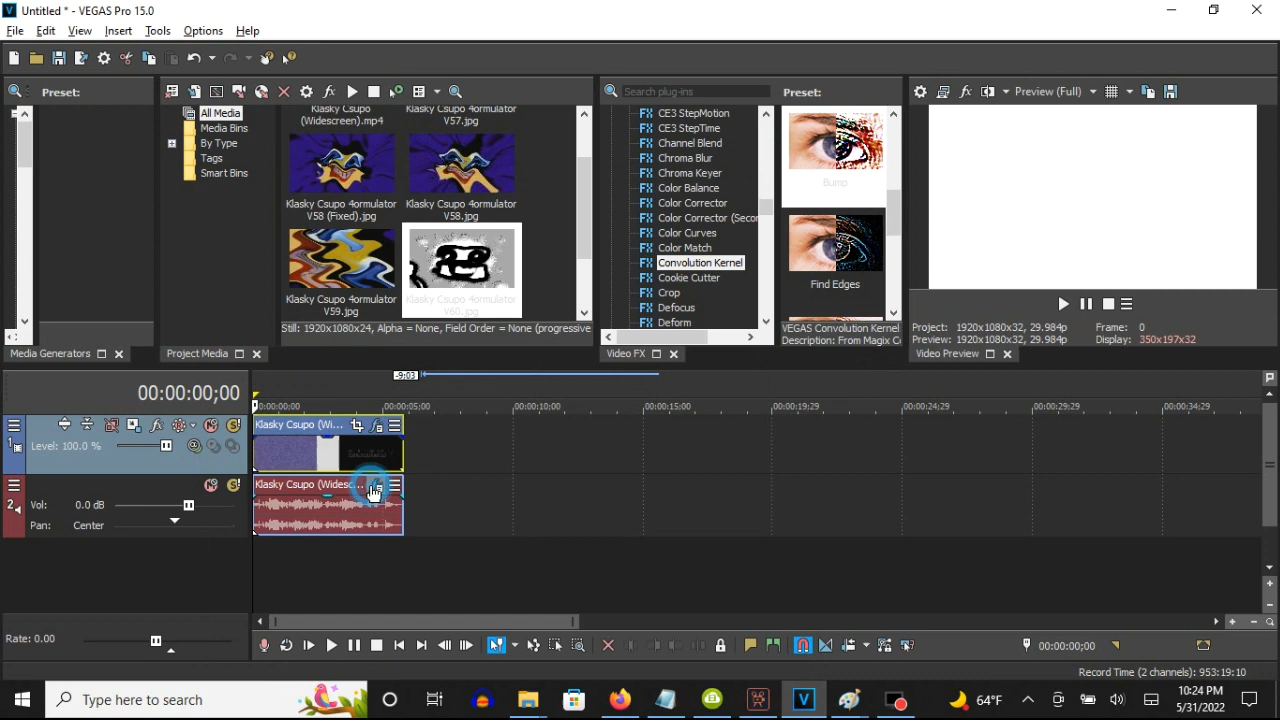 Untitled * - VEGAS Pro 15.0
File Edit View Insert Tools Options Help
Preset:
Search plug-ins
Preset:
Preview (Full)
All Media
Media Bins
By Type
Tags
Smart Bins
Klasky Csupo (Widescreen).mp4
Klasky Csupo 4ormulator V57.jpg
Klasky Csupo 4ormulator V58 (Fixed).jpg
Klasky Csupo 4ormulator V58.jpg
Klasky Csupo 4ormulator V59.jpg
Klasky Csupo 4ormulator V60.jpg
Still: 1920x1080x24, Alpha = None, Field Order = None (progressive
CE3 StepMotion
CE3 StepTime
Channel Blend
Chroma Blur
Chroma Keyer
Color Balance
Color Corrector
Color Corrector (Secor
Color Curves
Color Match
Convolution Kernel
Cookie Cutter
Crop
Defocus
Deform
Bump
Find Edges
VEGAS Convolution Kernel
Description: From Magix Co
Project: 1920x1080x32, 29.984p
Frame: 0
Preview: 1920x1080x32, 29.984p
Display: 350x197x32
Media Generators
Project Media
Video FX
Video Preview
00:00:00;00
-9:03
00:00:00;00 00:00:05;00 00:00:10;00 00:00:15;00 00:00:19;29 00:00:24;29 00:00:29;29 00:00:34;29
1
Level: 100.0 %
Klasky Csupo (Wi...
2
Vol: 0.0 dB
Pan: Center
Klasky Csupo (Widesc...
Rate: 0.00
00:00:00;00
Record Time (2 channels): 953:19:10
Type here to search
64°F
10:24 PM
5/31/2022